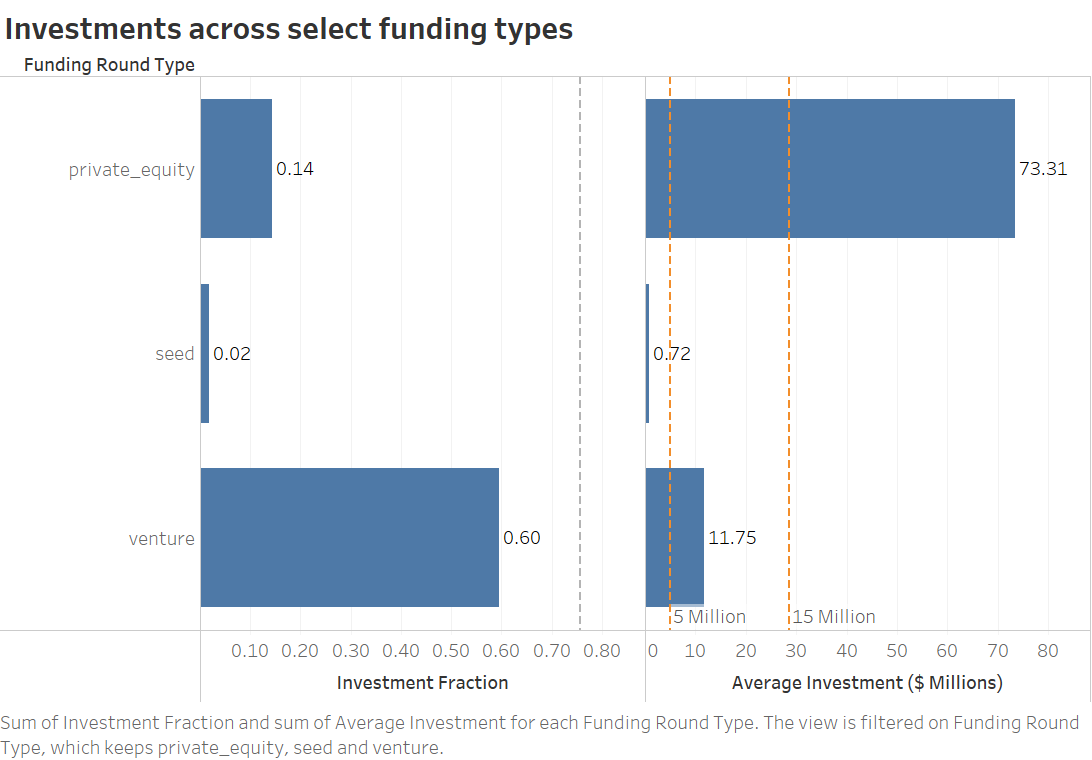 Investments across select funding types
Funding Round Type
private_equity
0.14
73.31
seed
0.02
0.72
venture
0.60
11.75
5 Million
15 Million
0.10 0.20 0.30 0.40 0.50 0.60 0.70 0.80
0 10 20 30 40 50 60 70 80
Investment Fraction
Average Investment ($ Millions)
Sum of Investment Fraction and sum of Average Investment for each Funding Round Type. The view is filtered on Funding Round
Type, which keeps private_equity, seed and venture.